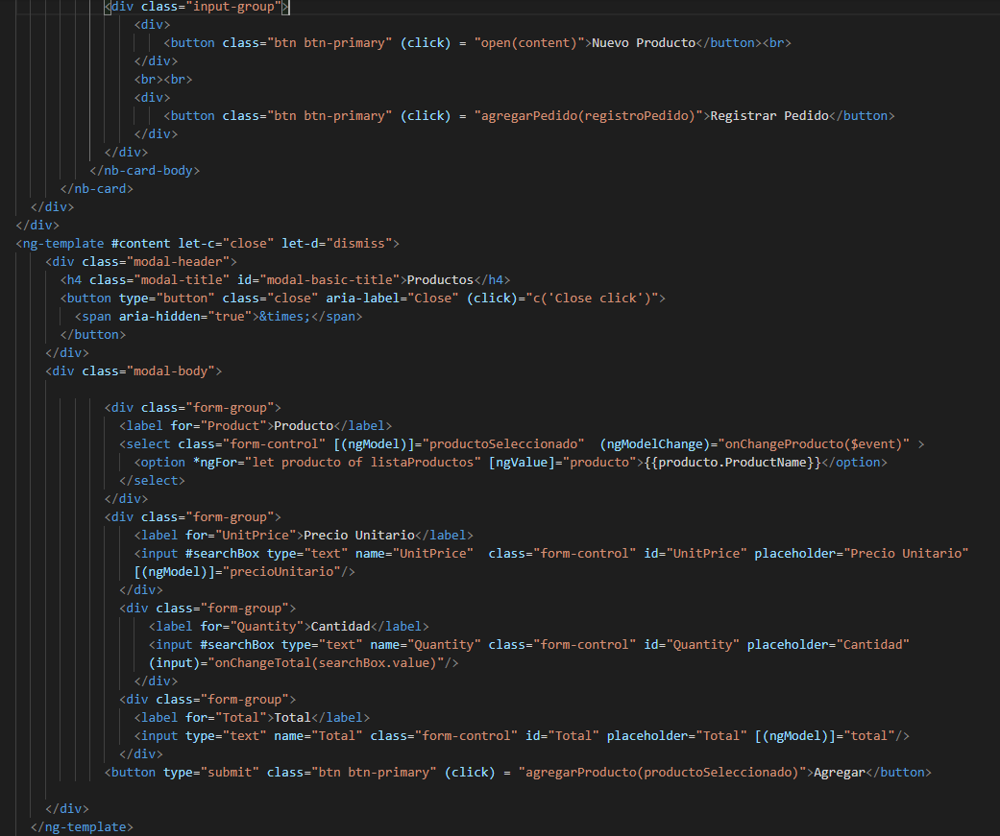 <div class="input-group">
<div>
<button class="btn btn-primary" (click) = "open(content)">Nuevo Producto</button><br>
</div>
<br><br>
<div>
<button class="btn btn-primary" (click) = "agregarPedido(registroPedido)">Registrar Pedido</button>
</div>
</div>
</nb-card-body>
</nb-card>
</div>
</div>
<ng-template #content let-c="close" let-d="dismiss">
<div class="modal-header">
<h4 class="modal-title" id="modal-basic-title">Productos</h4>
<button type="button" class="close" aria-label="Close" (click)="c('Close click')">
<span aria-hidden="true">&times;</span>
</button>
</div>
<div class="modal-body">
<div class="form-group">
<label for="Product">Producto</label>
<select class="form-control" [(ngModel)]="productoSeleccionado"  (ngModelChange)="onChangeProducto($event)" >
<option *ngFor="let producto of listaProductos" [ngValue]="producto">{{producto.ProductName}}</option>
</select>
</div>
<div class="form-group">
<label for="UnitPrice">Precio Unitario</label>
<input #searchBox type="text" name="UnitPrice"  class="form-control" id="UnitPrice" placeholder="Precio Unitario"
[(ngModel)]="precioUnitario"/>
</div>
<div class="form-group">
<label for="Quantity">Cantidad</label>
<input #searchBox type="text" name="Quantity" class="form-control" id="Quantity" placeholder="Cantidad"
(input)="onChangeTotal(searchBox.value)"/>
</div>
<div class="form-group">
<label for="Total">Total</label>
<input type="text" name="Total" class="form-control" id="Total" placeholder="Total" [(ngModel)]="total"/>
</div>
<button type="submit" class="btn btn-primary" (click) = "agregarProducto(productoSeleccionado)">Agregar</button>
</div>
</ng-template>